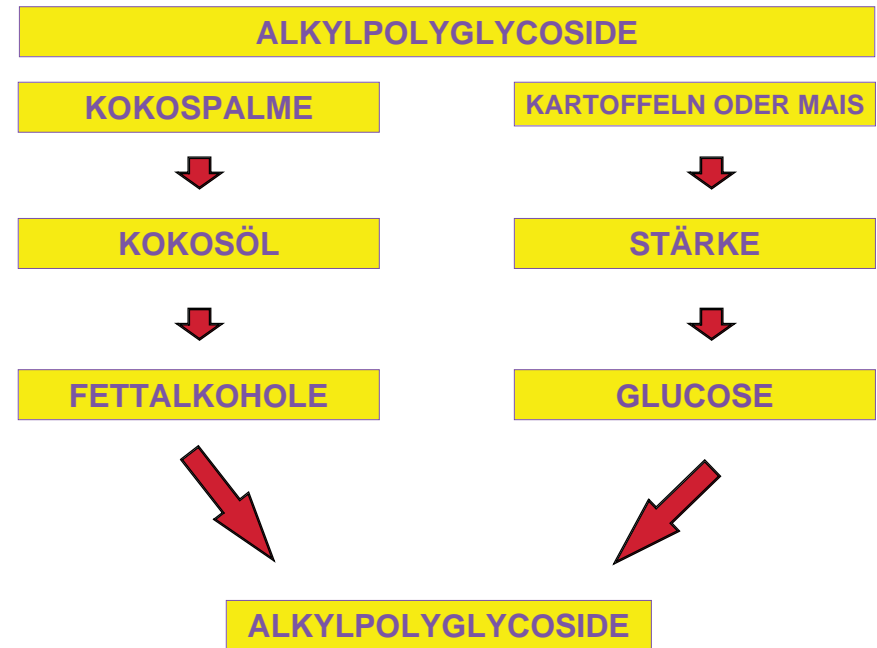 ALKYLPOLYGLYCOSIDE
KOKOSPALME
KARTOFFELN ODER MAIS
KOKOSÖL
STÄRKE
FETTALKOHOLE
GLUCOSE
ALKYLPOLYGLYCOSIDE